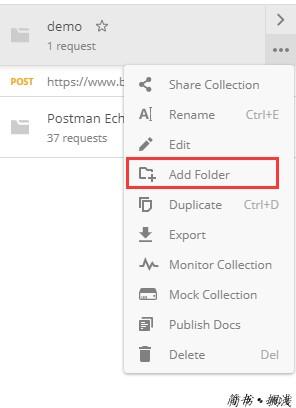 demo
1 request
POST https://www.b
Share Collection
Rename Ctrl+E
Edit
Postman Ech
37 requests
Add Folder
Duplicate Ctrl+D
Export
Monitor Collection
Mock Collection
Publish Docs
Delete Del
简书·搁浅